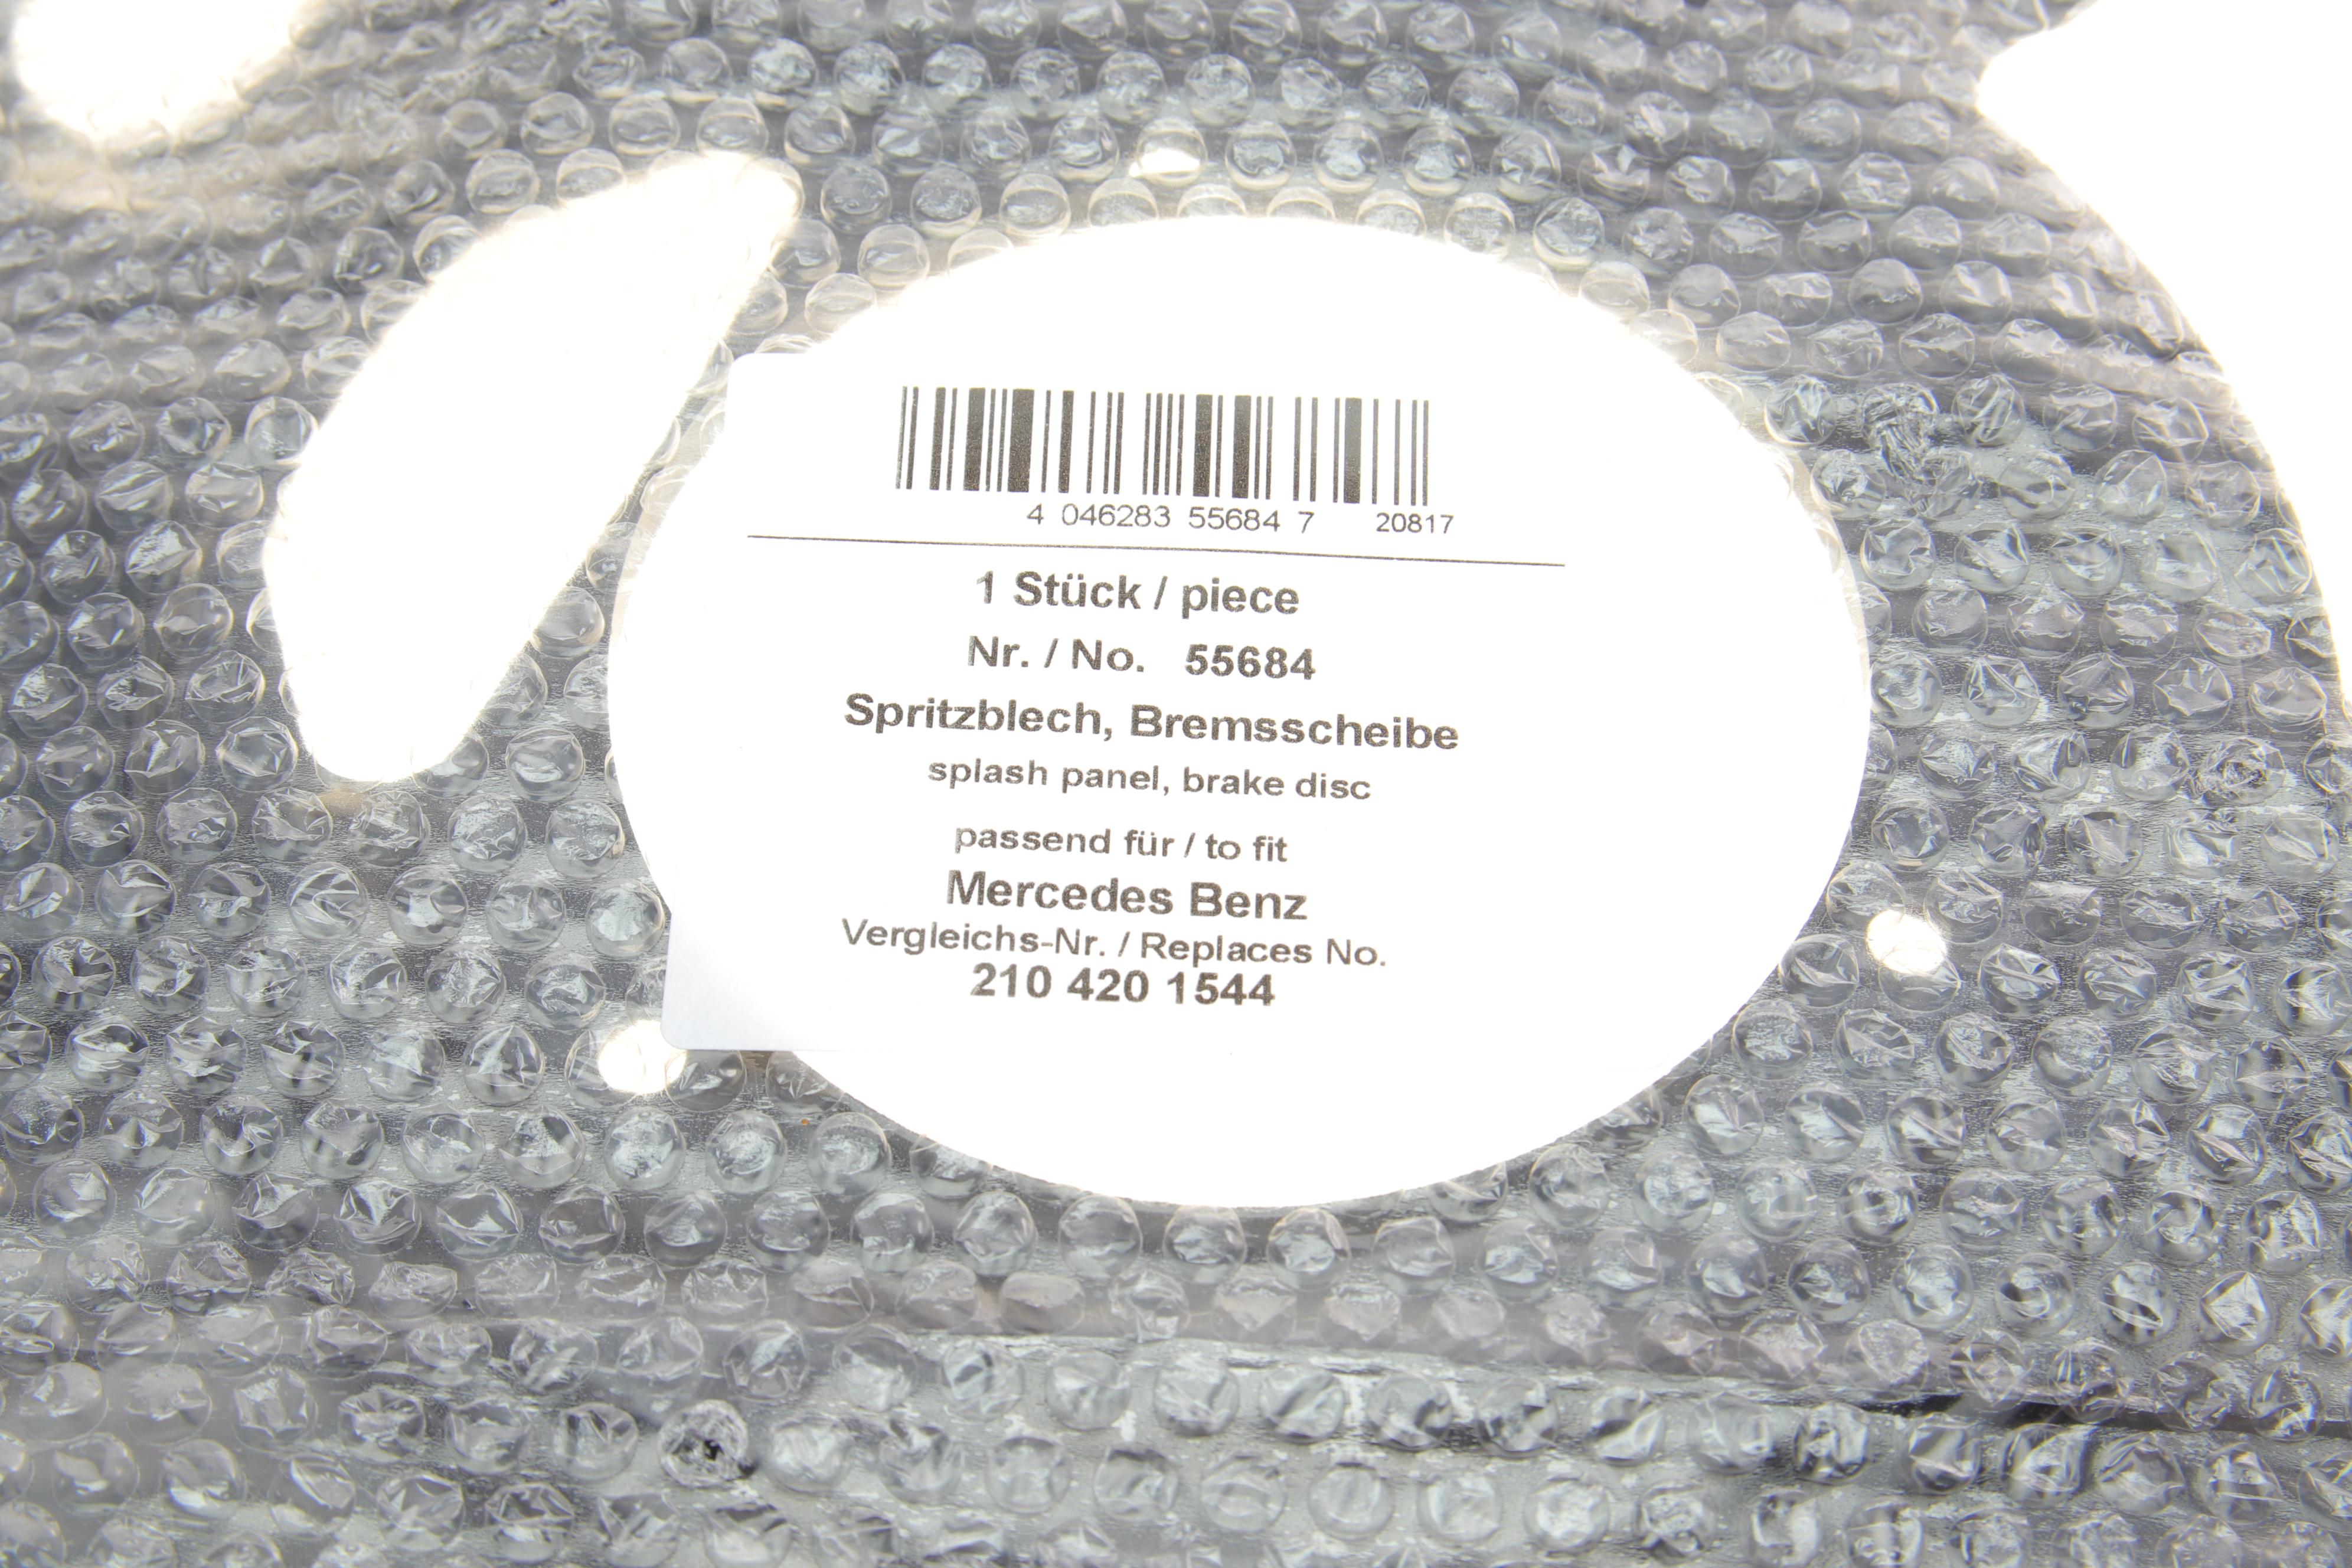 4 046283 55684 7 20817
1 Stück / piece
Nr. / No. 55684
Spritzblech, Bremsscheibe
splash panel, brake disc
passend für / to fit
Mercedes Benz
Vergleichs-Nr. / Replaces No.
210 420 1544